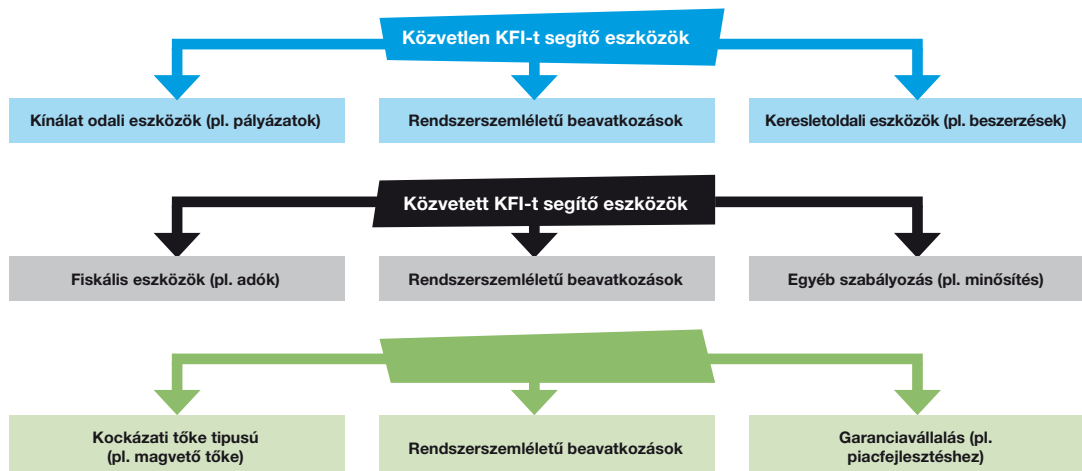 Közvetlen KFI-t segítő eszközök
Kínálat odali eszközök (pl. pályázatok)
Rendszerszemléletű beavatkozások
Keresletoldali eszközök (pl. beszerzések)
Közvetett KFI-t segítő eszközök
Fiskális eszközök (pl. adók)
Rendszerszemléletű beavatkozások
Egyéb szabályozás (pl. minősítés)
Kockázati tőke tipusú
(pl. magvető tőke)
Rendszerszemléletű beavatkozások
Garanciavállalás (pl.
piacfejlesztéshez)